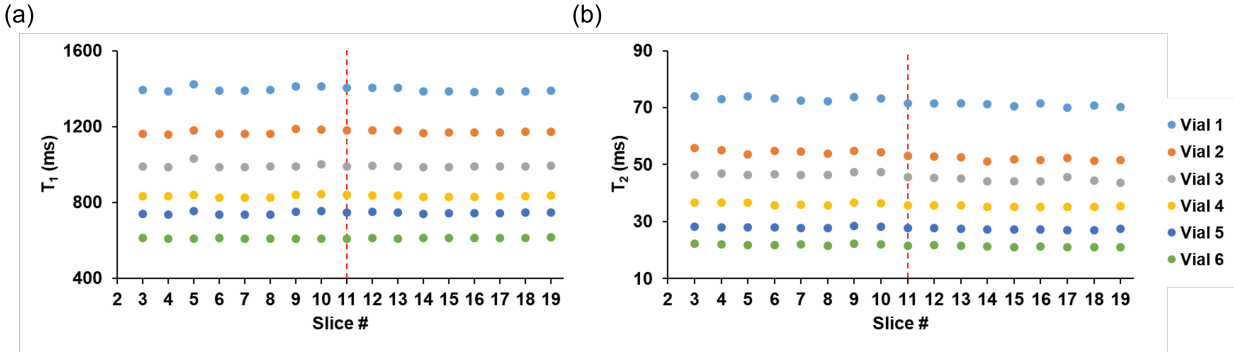 (a)
1600
1200
800
400
T1 (ms)
2 3 4 5 6 7 8 9 10 11 12 13 14 15 16 17 18 19
Slice #
(b)
90
70
50
30
10
T2 (ms)
2 3 4 5 6 7 8 9 10 11 12 13 14 15 16 17 18 19
Slice #
Vial 1
Vial 2
Vial 3
Vial 4
Vial 5
Vial 6